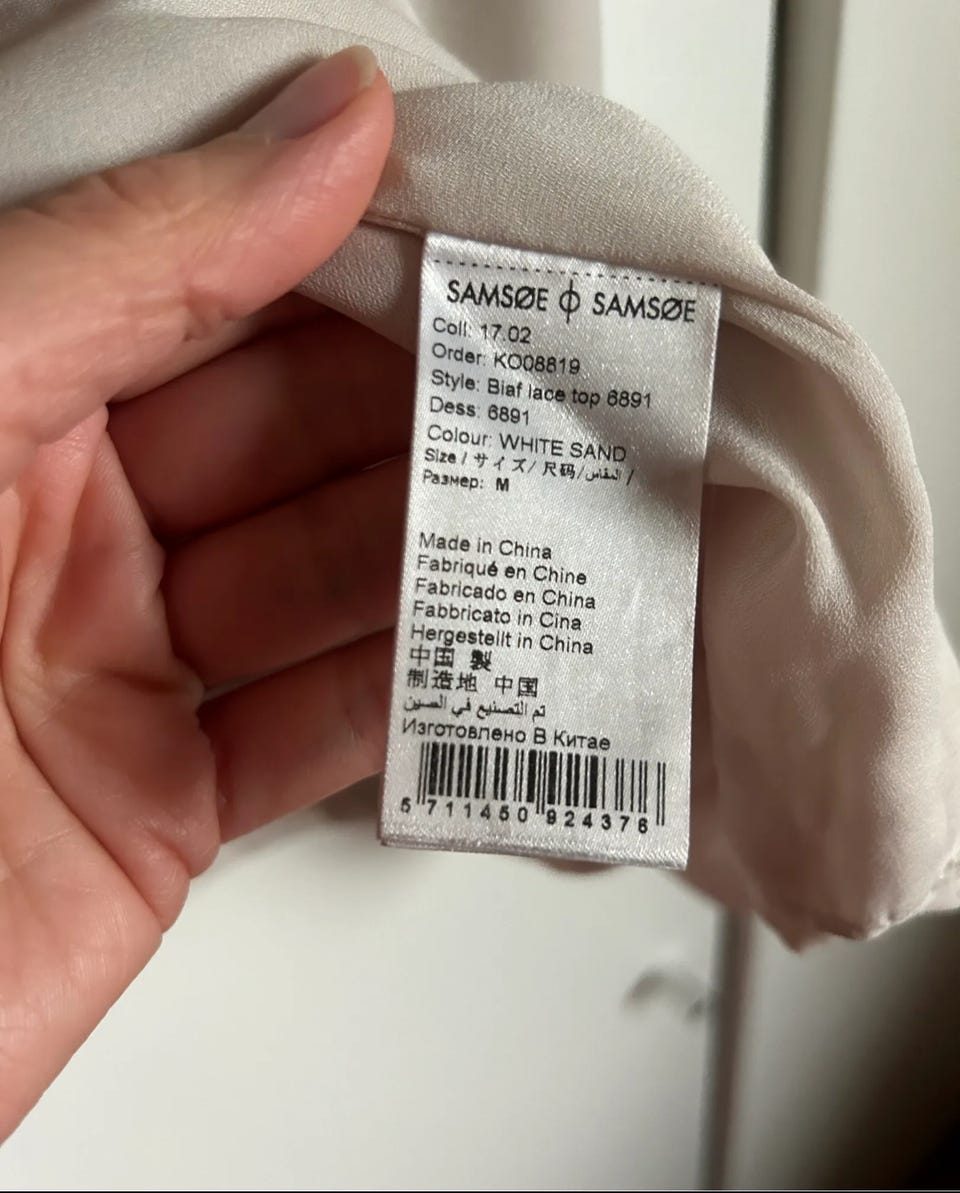 SAMSØE ϕ SAMSØE
Coll: 17.02
Order: KO08819
Style: Biaf lace top 6891
Dess: 6891
Colour: WHITE SAND
Size / サイズ/ 尺码/المقاس /
Размер: M
Made in China
Fabriqué en Chine
Fabricado en China
Fabbricato in Cina
Hergestellt in China
中国 製
制造地 中国
تم التصنيع في الصين
Изготовлено В Китае
5 711450 924376